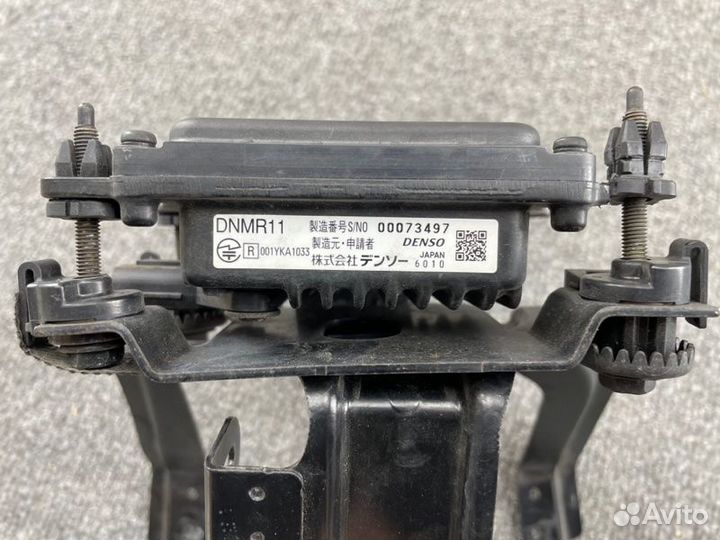 DNMR11 製造番号S/NO 00073497
R 001YKA1033 製造元・申請者 DENSO
株式会社 デンソー JAPAN
6010
Avito